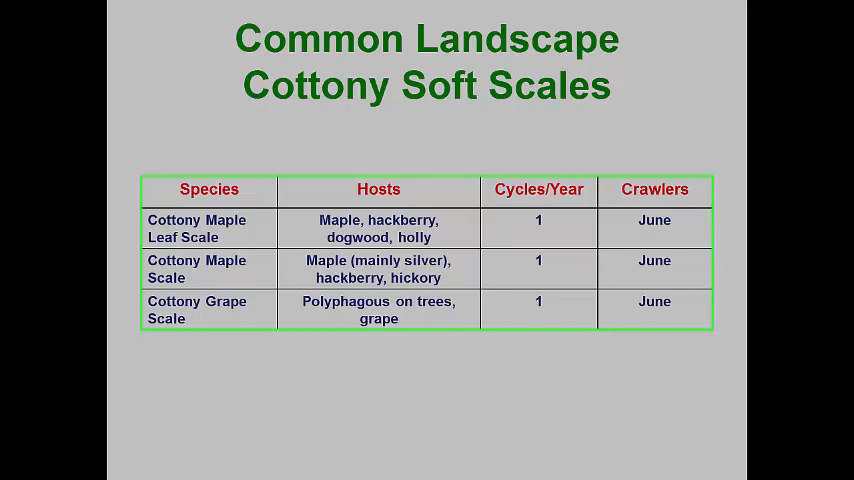 Common Landscape
Cottony Soft Scales
Species Hosts Cycles/Year Crawlers
Cottony Maple Leaf Scale Maple, hackberry, dogwood, holly 1 June
Cottony Maple Scale Maple (mainly silver), hackberry, hickory 1 June
Cottony Grape Scale Polyphagous on trees, grape 1 June